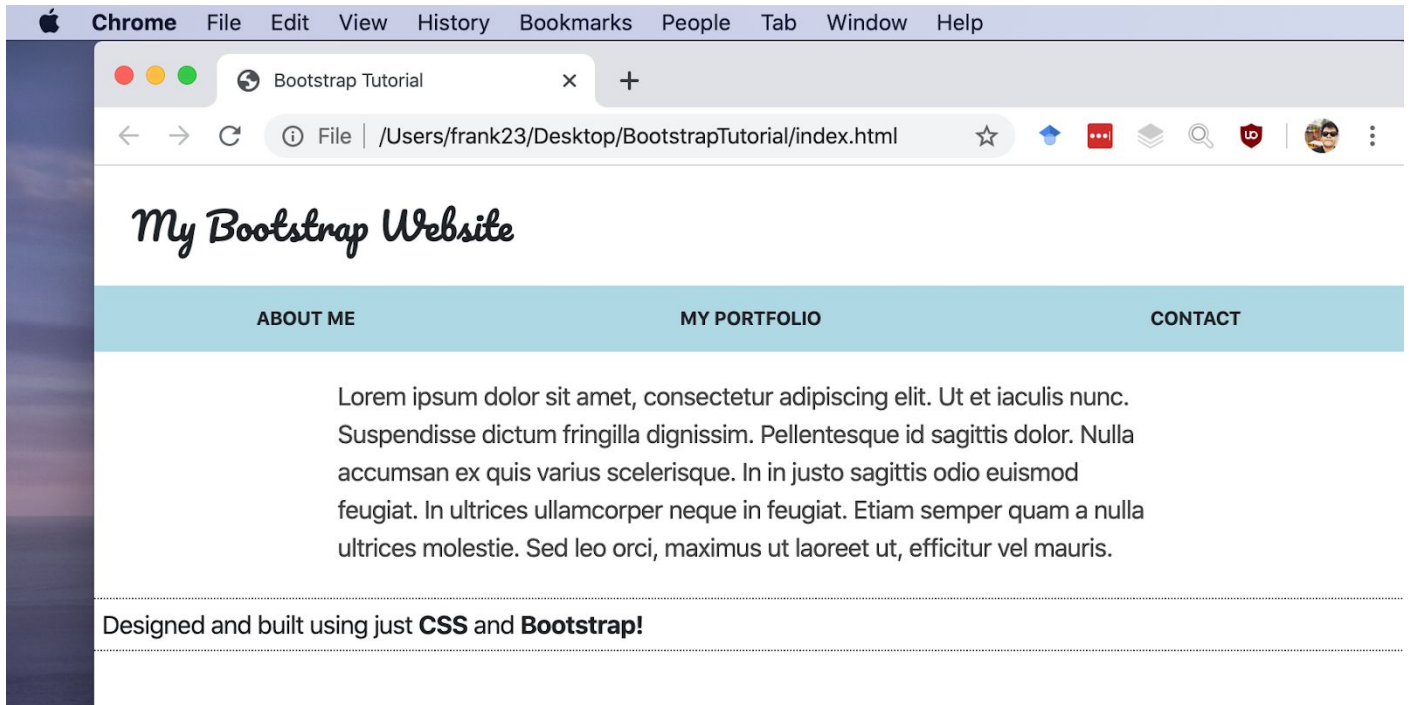 Chrome File Edit View History Bookmarks People Tab Window Help
Bootstrap Tutorial
File /Users/frank23/Desktop/BootstrapTutorial/index.html
My Bootstrap Website
ABOUT ME MY PORTFOLIO CONTACT
Lorem ipsum dolor sit amet, consectetur adipiscing elit. Ut et iaculis nunc.
Suspendisse dictum fringilla dignissim. Pellentesque id sagittis dolor. Nulla
accumsan ex quis varius scelerisque. In in justo sagittis odio euismod
feugiat. In ultrices ullamcorper neque in feugiat. Etiam semper quam a nulla
ultrices molestie. Sed leo orci, maximus ut laoreet ut, efficitur vel mauris.
Designed and built using just CSS and Bootstrap!